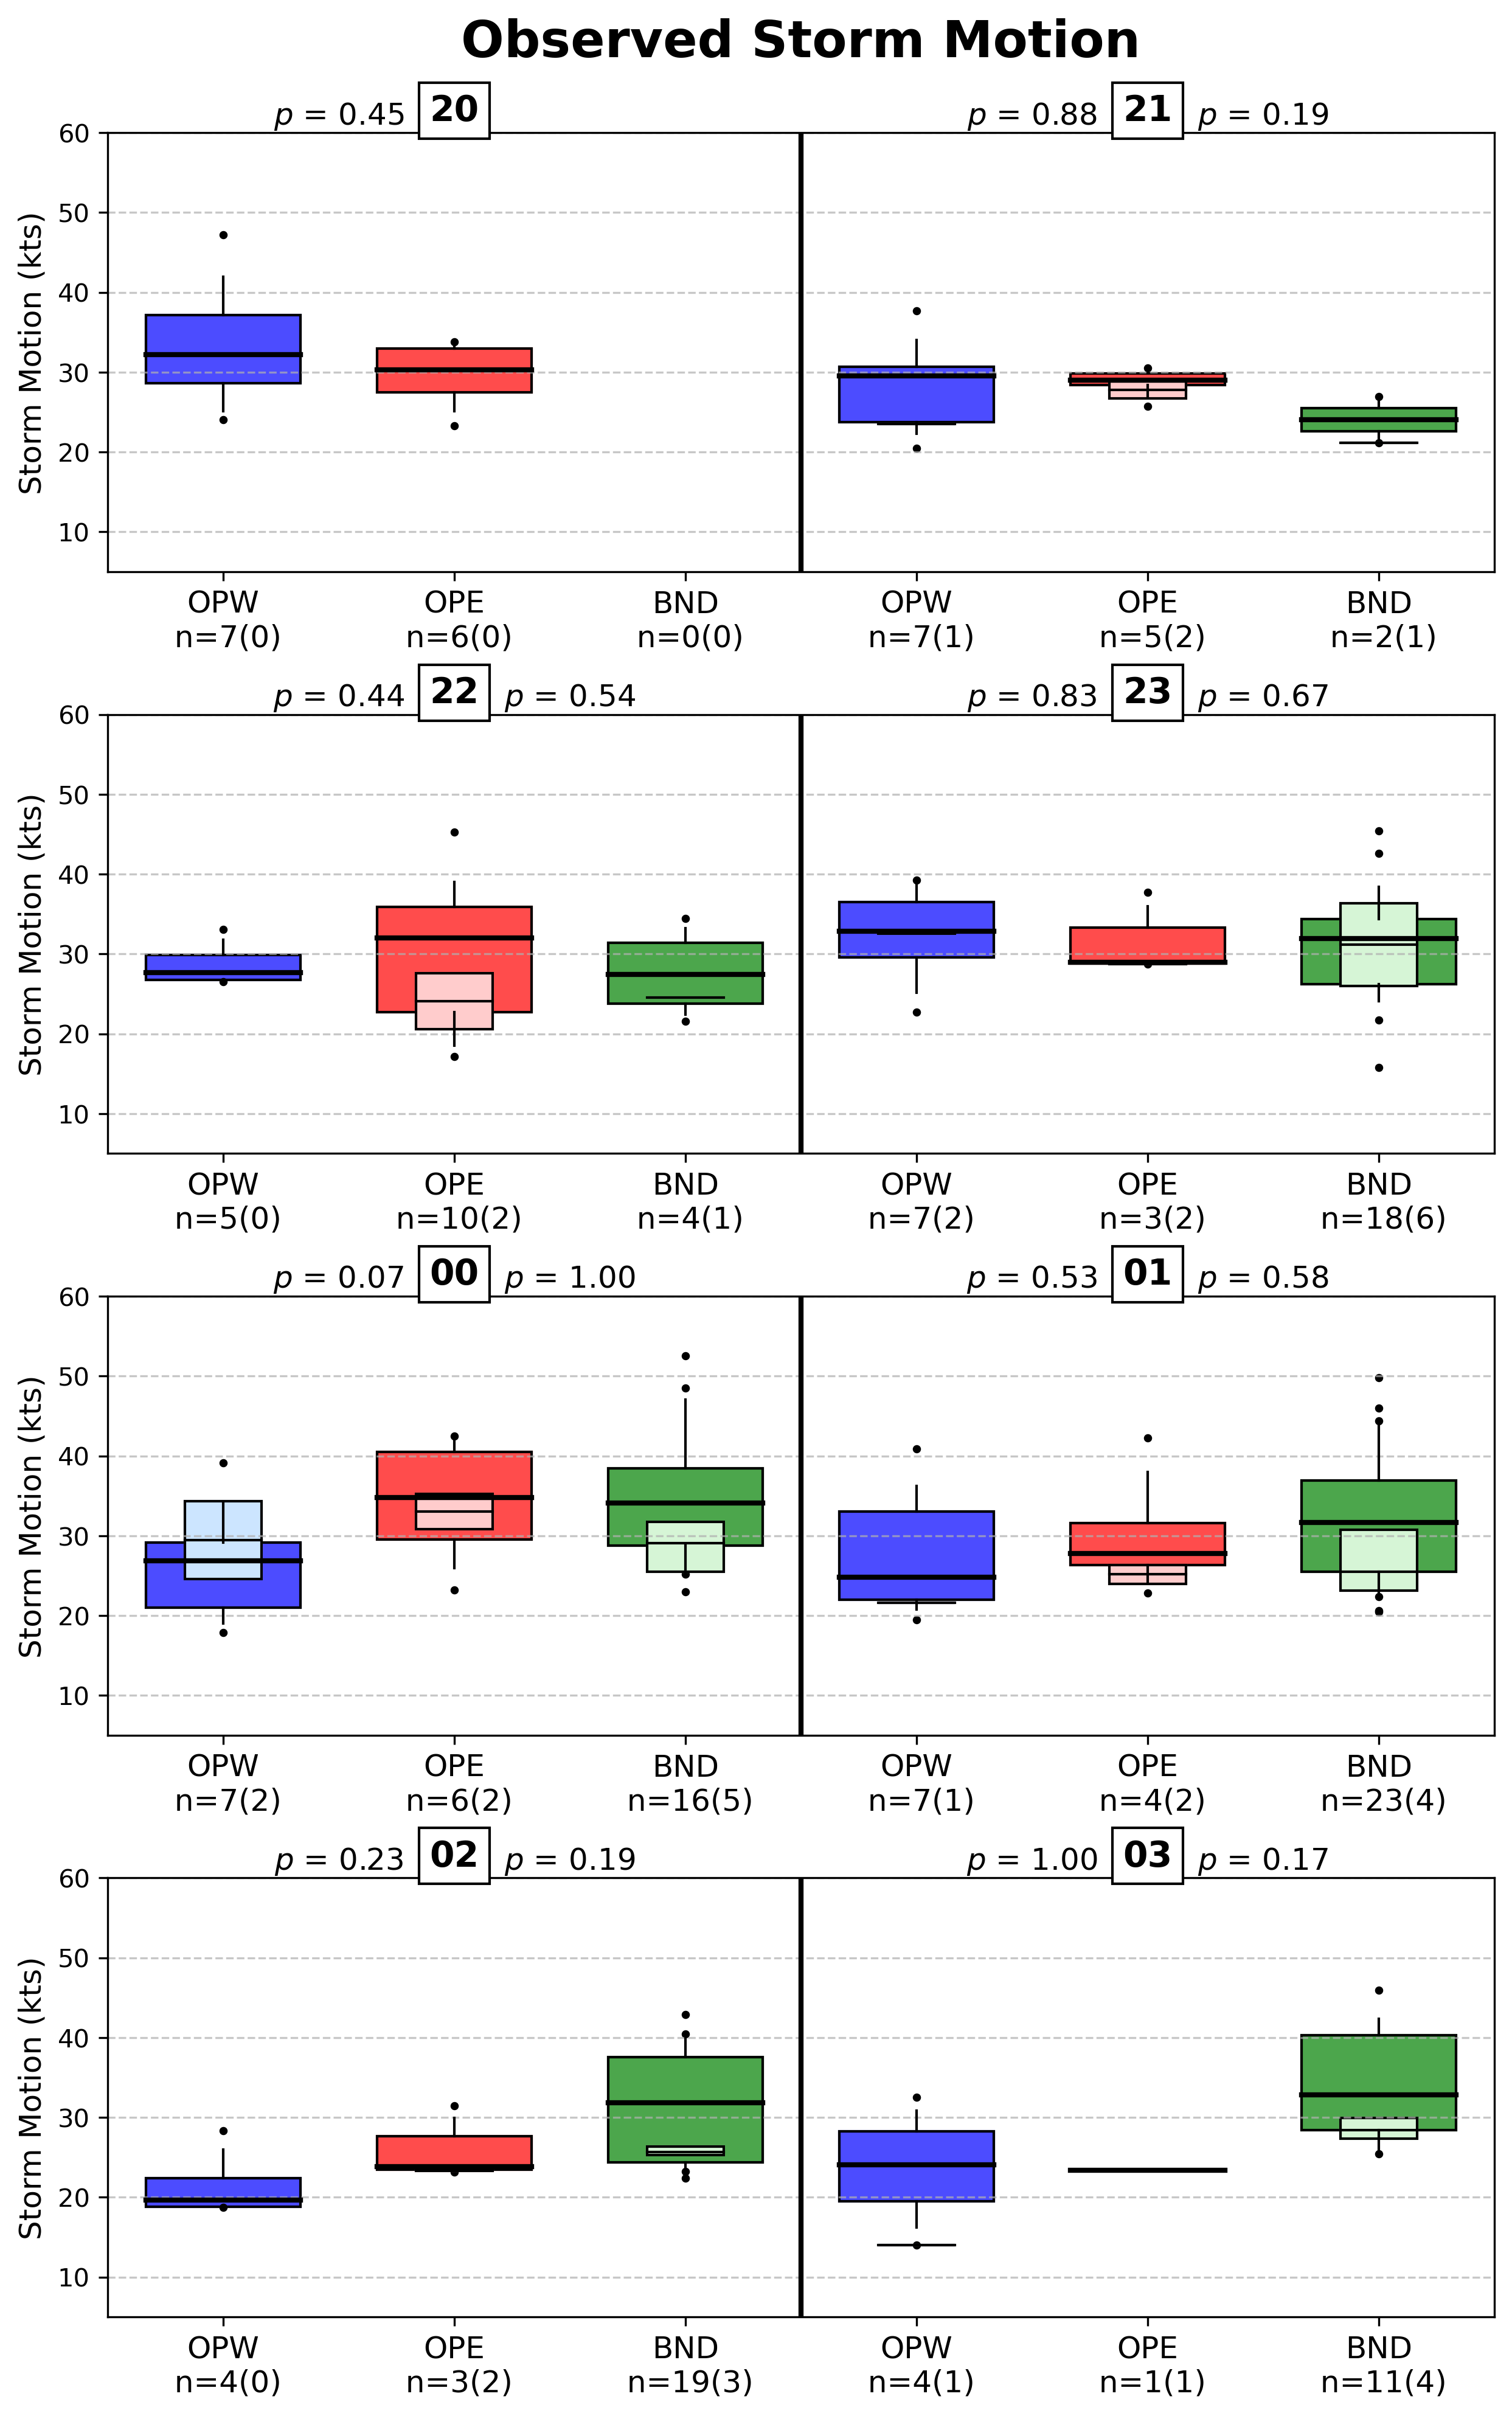 Observed Storm Motion
p = 0.45 20
p = 0.88 21 p = 0.19
Storm Motion (kts)
60
50
40
30
20
10
OPW OPE BND OPW OPE BND
n=7(0) n=6(0) n=0(0) n=7(1) n=5(2) n=2(1)
p = 0.44 22 p = 0.54
p = 0.83 23 p = 0.67
Storm Motion (kts)
60
50
40
30
20
10
OPW OPE BND OPW OPE BND
n=5(0) n=10(2) n=4(1) n=7(2) n=3(2) n=18(6)
p = 0.07 00 p = 1.00
p = 0.53 01 p = 0.58
Storm Motion (kts)
60
50
40
30
20
10
OPW OPE BND OPW OPE BND
n=7(2) n=6(2) n=16(5) n=7(1) n=4(2) n=23(4)
p = 0.23 02 p = 0.19
p = 1.00 03 p = 0.17
Storm Motion (kts)
60
50
40
30
20
10
OPW OPE BND OPW OPE BND
n=4(0) n=3(2) n=19(3) n=4(1) n=1(1) n=11(4)